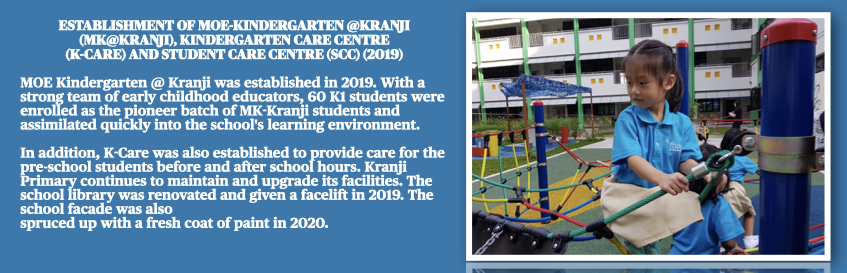 ESTABLISHMENT OF MOE-KINDERGARTEN @KRANJI
(MK@KRANJI), KINDERGARTEN CARE CENTRE
(K-CARE) AND STUDENT CARE CENTRE (SCC) (2019)
MOE Kindergarten @ Kranji was established in 2019. With a
strong team of early childhood educators, 60 K1 students were
enrolled as the pioneer batch of MK-Kranji students and
assimilated quickly into the school's learning environment.
In addition, K-Care was also established to provide care for the
pre-school students before and after school hours. Kranji
Primary continues to maintain and upgrade its facilities. The
school library was renovated and given a facelift in 2019. The
school facade was also
spruced up with a fresh coat of paint in 2020.